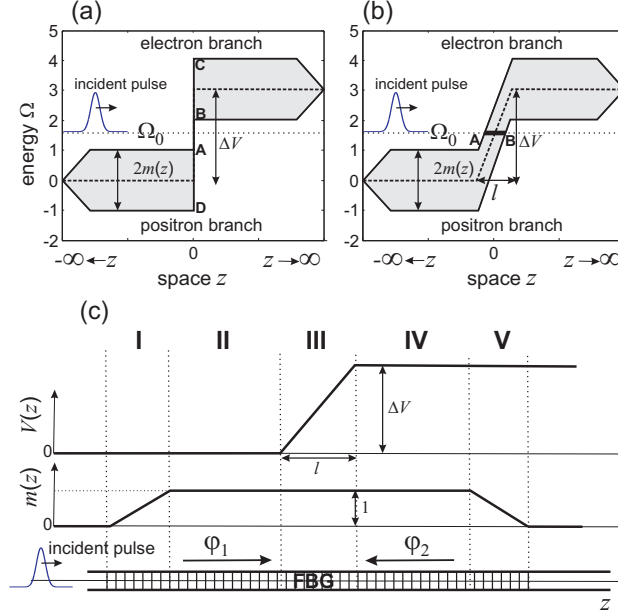 (a)
(b)
energy Ω
5
4
3
2
1
0
-1
-2
electron branch
C
incident pulse
B
Ω₀
A
ΔV
2m(z)
D
positron branch
-∞ ← z
0
z → ∞
space z
5
4
3
2
1
0
-1
-2
electron branch
incident pulse
Ω₀
A
B
ΔV
2m(z)
l
positron branch
-∞ ← z
0
z → ∞
space z
(c)
I II III IV V
V(z)
0
ΔV
l
m(z)
0
1
incident pulse
φ₁
φ₂
FBG
z